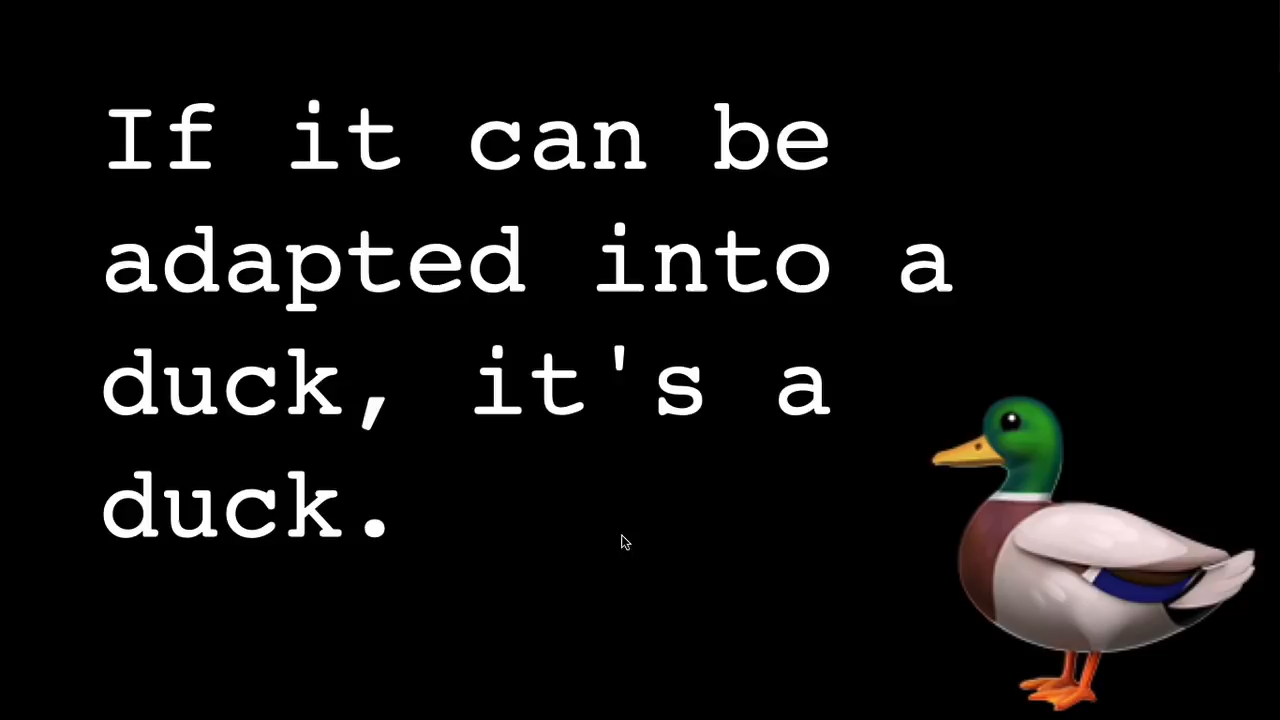 If it can be
adapted into a
duck, it's a
duck.